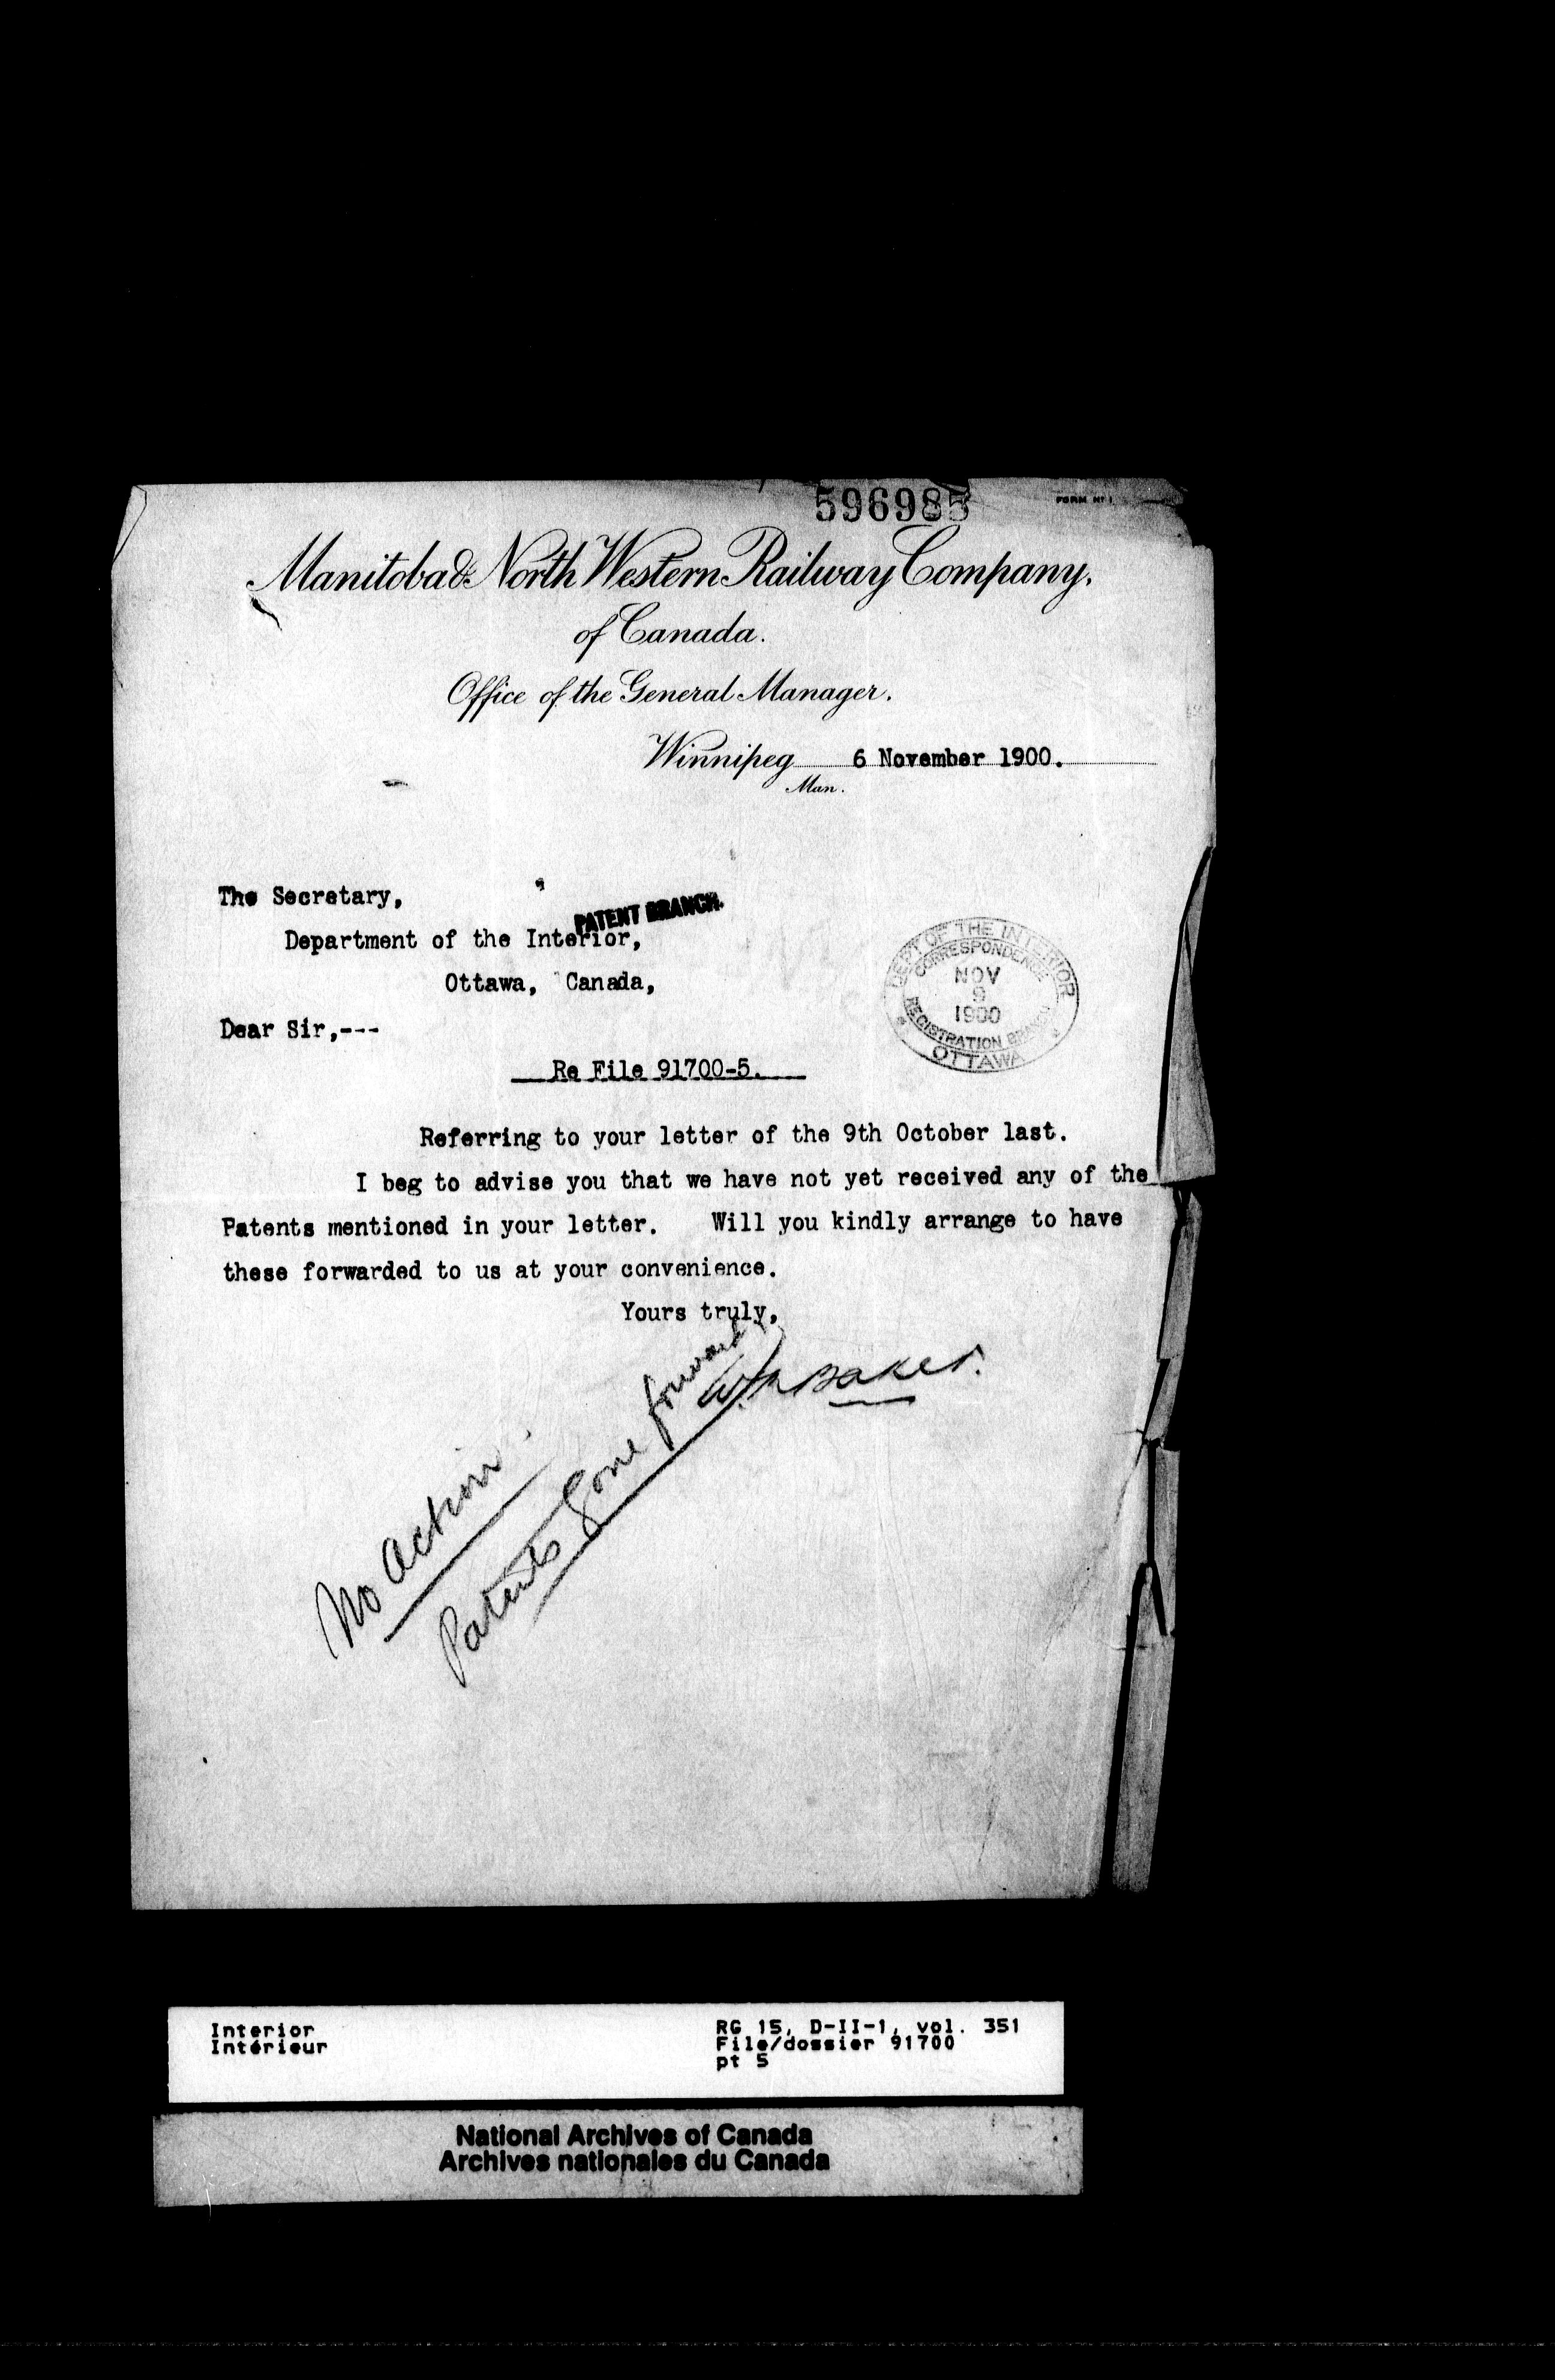 596985
FORM Nº 1
Manitoba & North Western Railway Company,
of Canada.
Office of the General Manager.
Winnipeg 6 November 1900.
Man.
The Secretary,
PATENT BRANCH.
Department of the Interior,
Ottawa, Canada,
DEPT OF THE INTERIOR
CORRESPONDENCE
NOV
9
1900
REGISTRATION BRANCH
OTTAWA
Dear Sir,---
Re File 91700-5.
Referring to your letter of the 9th October last.
I beg to advise you that we have not yet received any of the
Patents mentioned in your letter. Will you kindly arrange to have
these forwarded to us at your convenience.
Yours truly,
W.R. Baker.
No Action.
Patents gone forward
Interior
Intérieur
RG 15, D-II-1, vol. 351
File/dossier 91700
pt 5
National Archives of Canada
Archives nationales du Canada